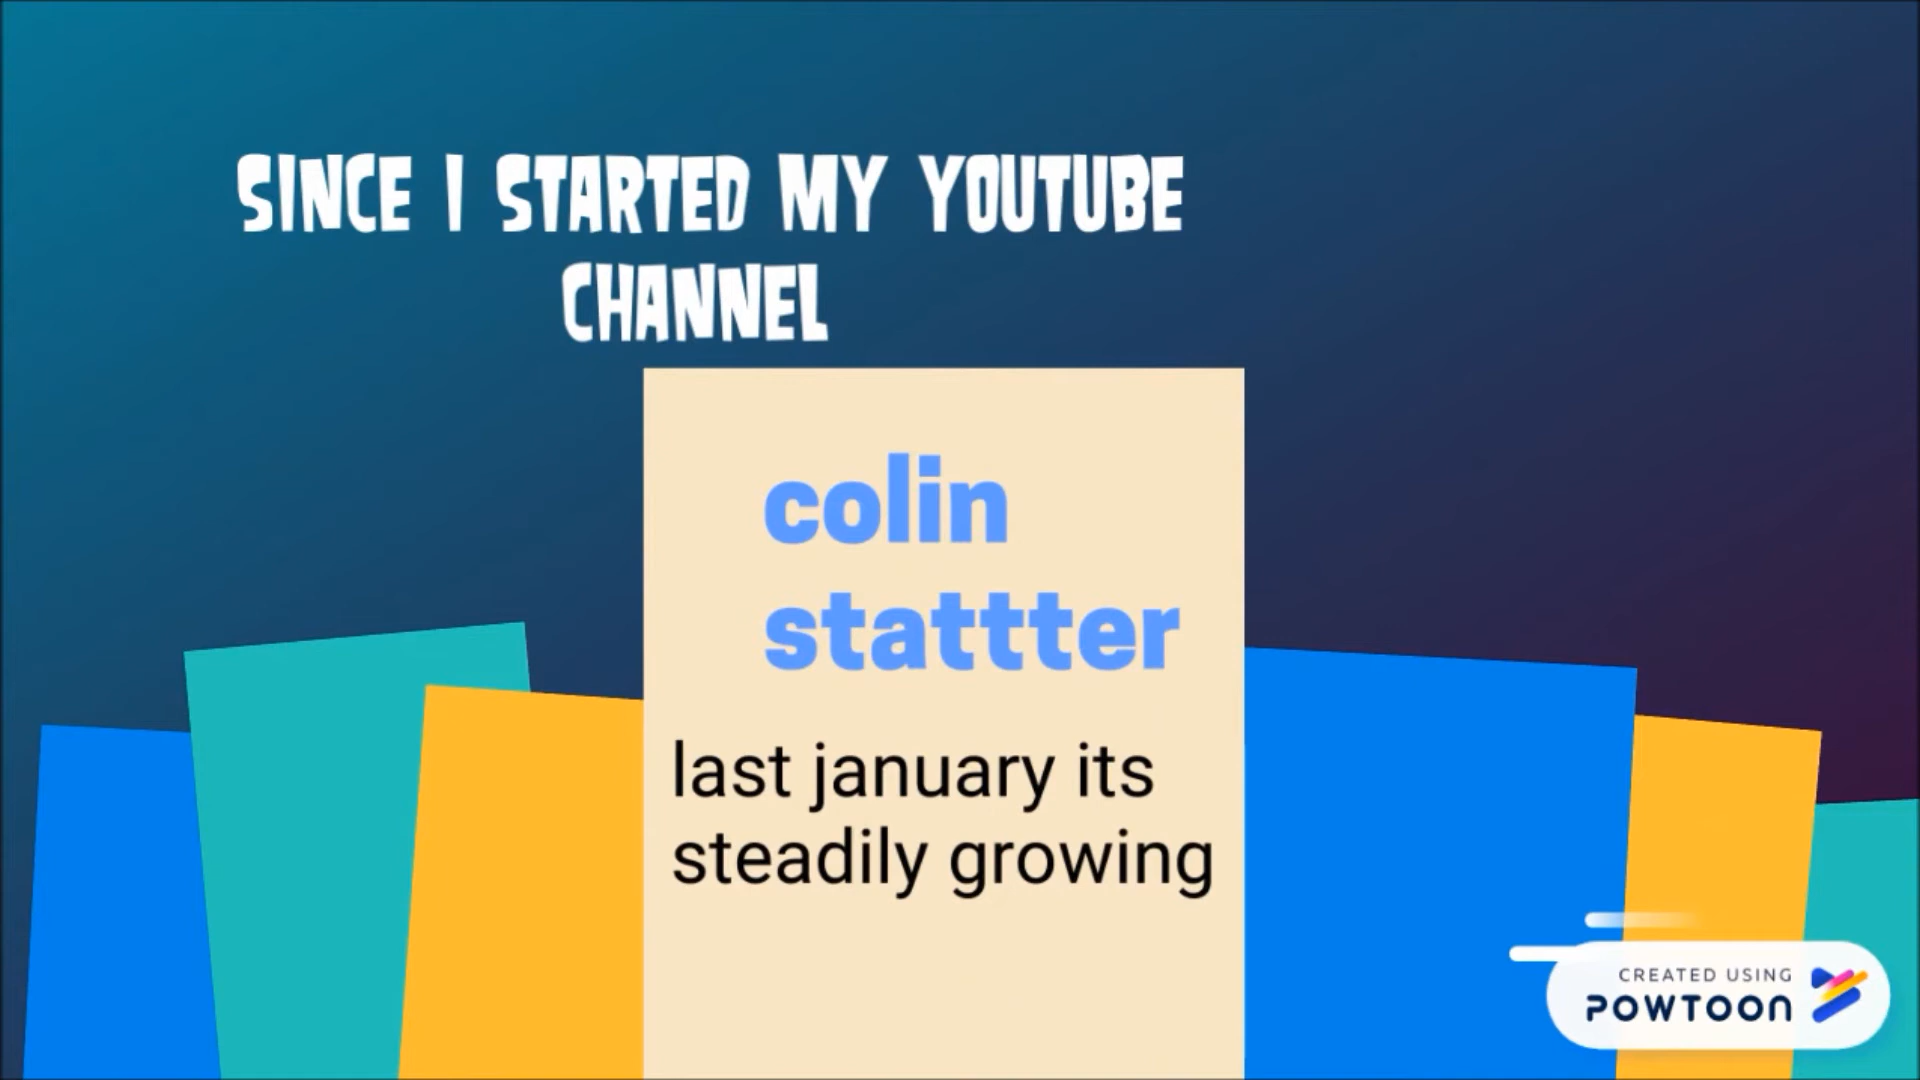 SINCE I STARTED MY YOUTUBE
CHANNEL
colin
stattter
last january its
steadily growing
CREATED USING
POWTOON